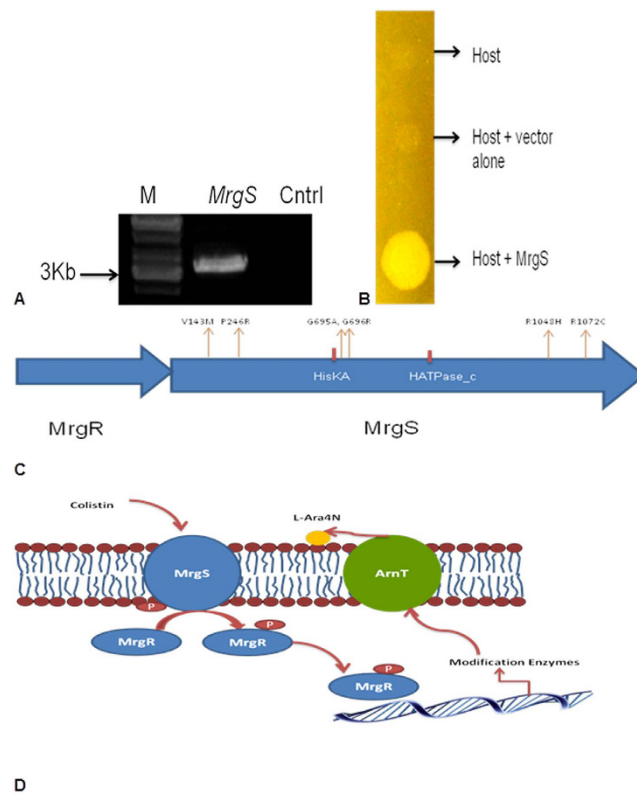 M MrgS Cntrl
3Kb
A
Host
Host + vector
alone
Host + MrgS
B
V143M P246R G695A, G696R R1048H R1072C
HisKA HATPase_c
MrgR MrgS
C
Colistin
L-Ara4N
MrgS
ArnT
P
MrgR
P
MrgR
P
MrgR
Modification Enzymes
D